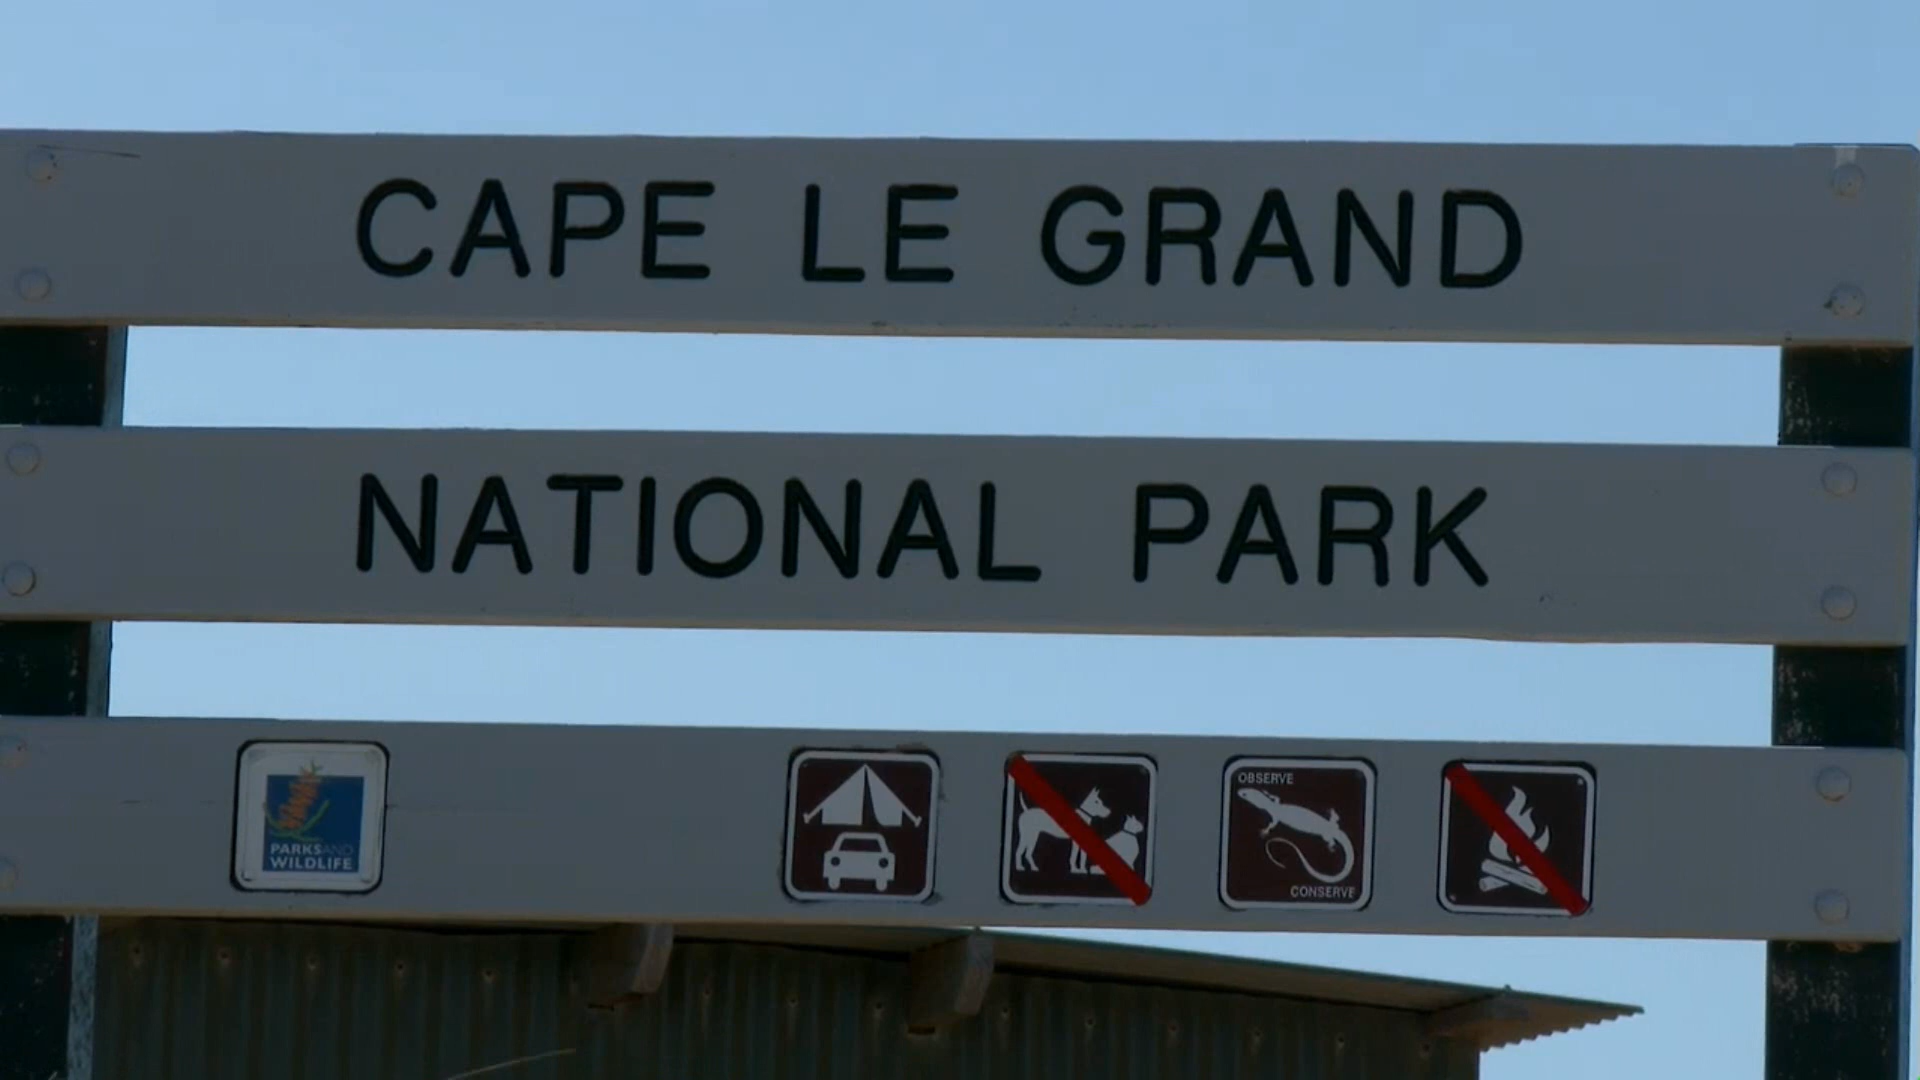 CAPE LE GRAND
NATIONAL PARK
PARKS AND
WILDLIFE
OBSERVE
CONSERVE